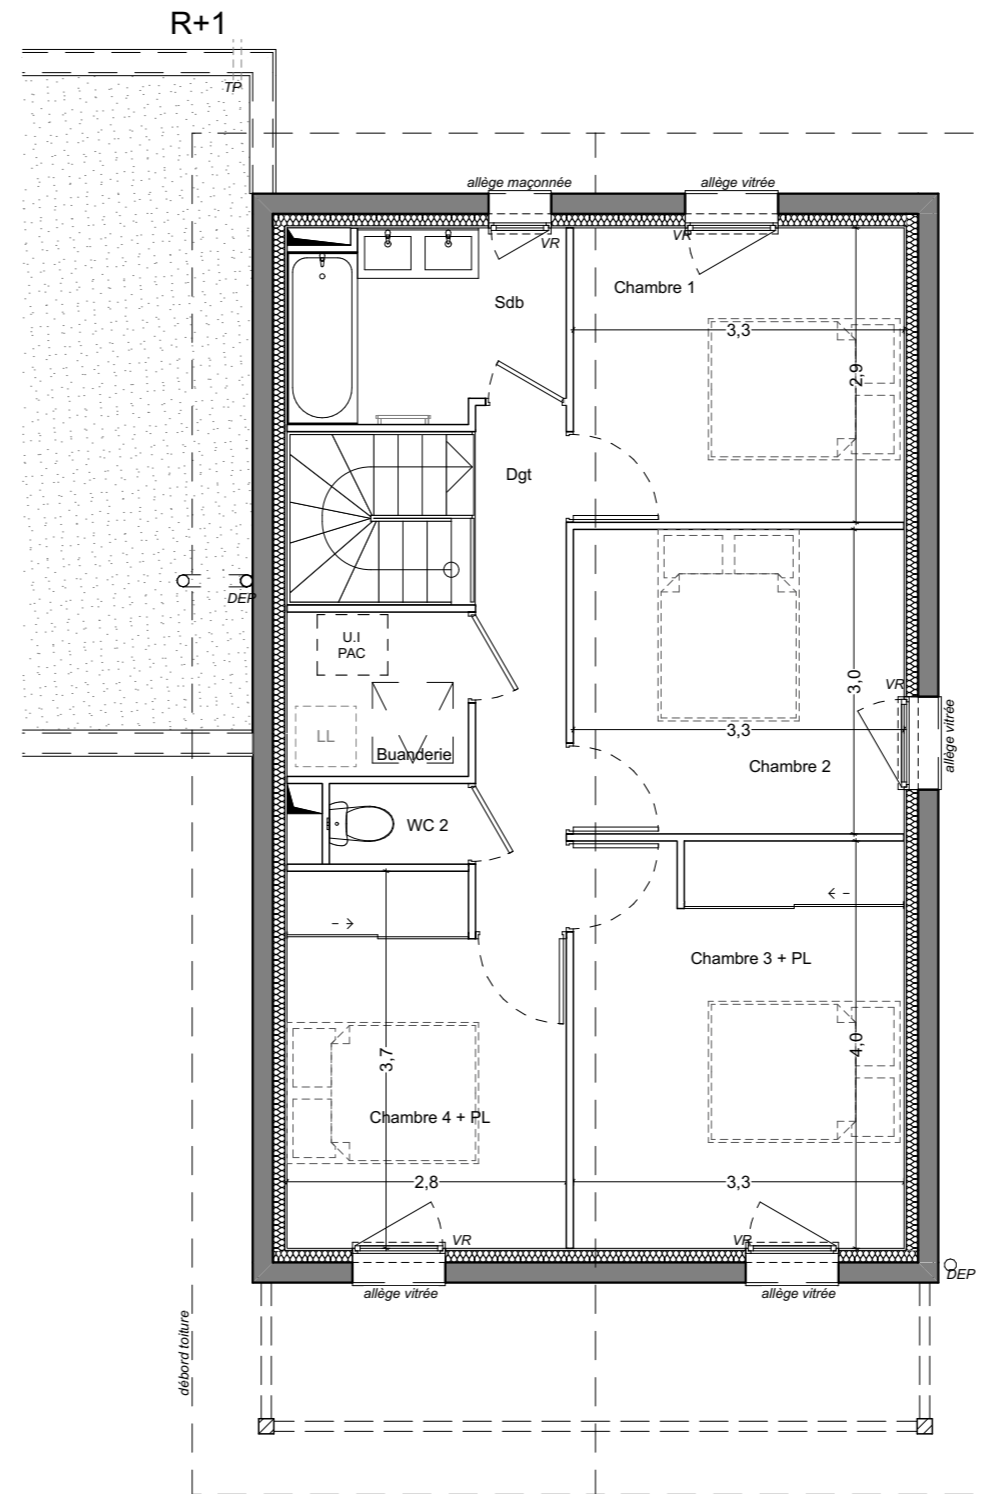 R+1
TP
allège maçonnée
allège vitrée
VR
VR
Chambre 1
Sdb
3,3
2,9
Dgt
DEP
U.I
PAC
LL
Buanderie
VR
3,0
3,3
allège vitrée
Chambre 2
WC 2
Chambre 3 + PL
3,7
4,0
Chambre 4 + PL
2,8
3,3
VR
VR
DEP
allège vitrée
allège vitrée
débord toiture